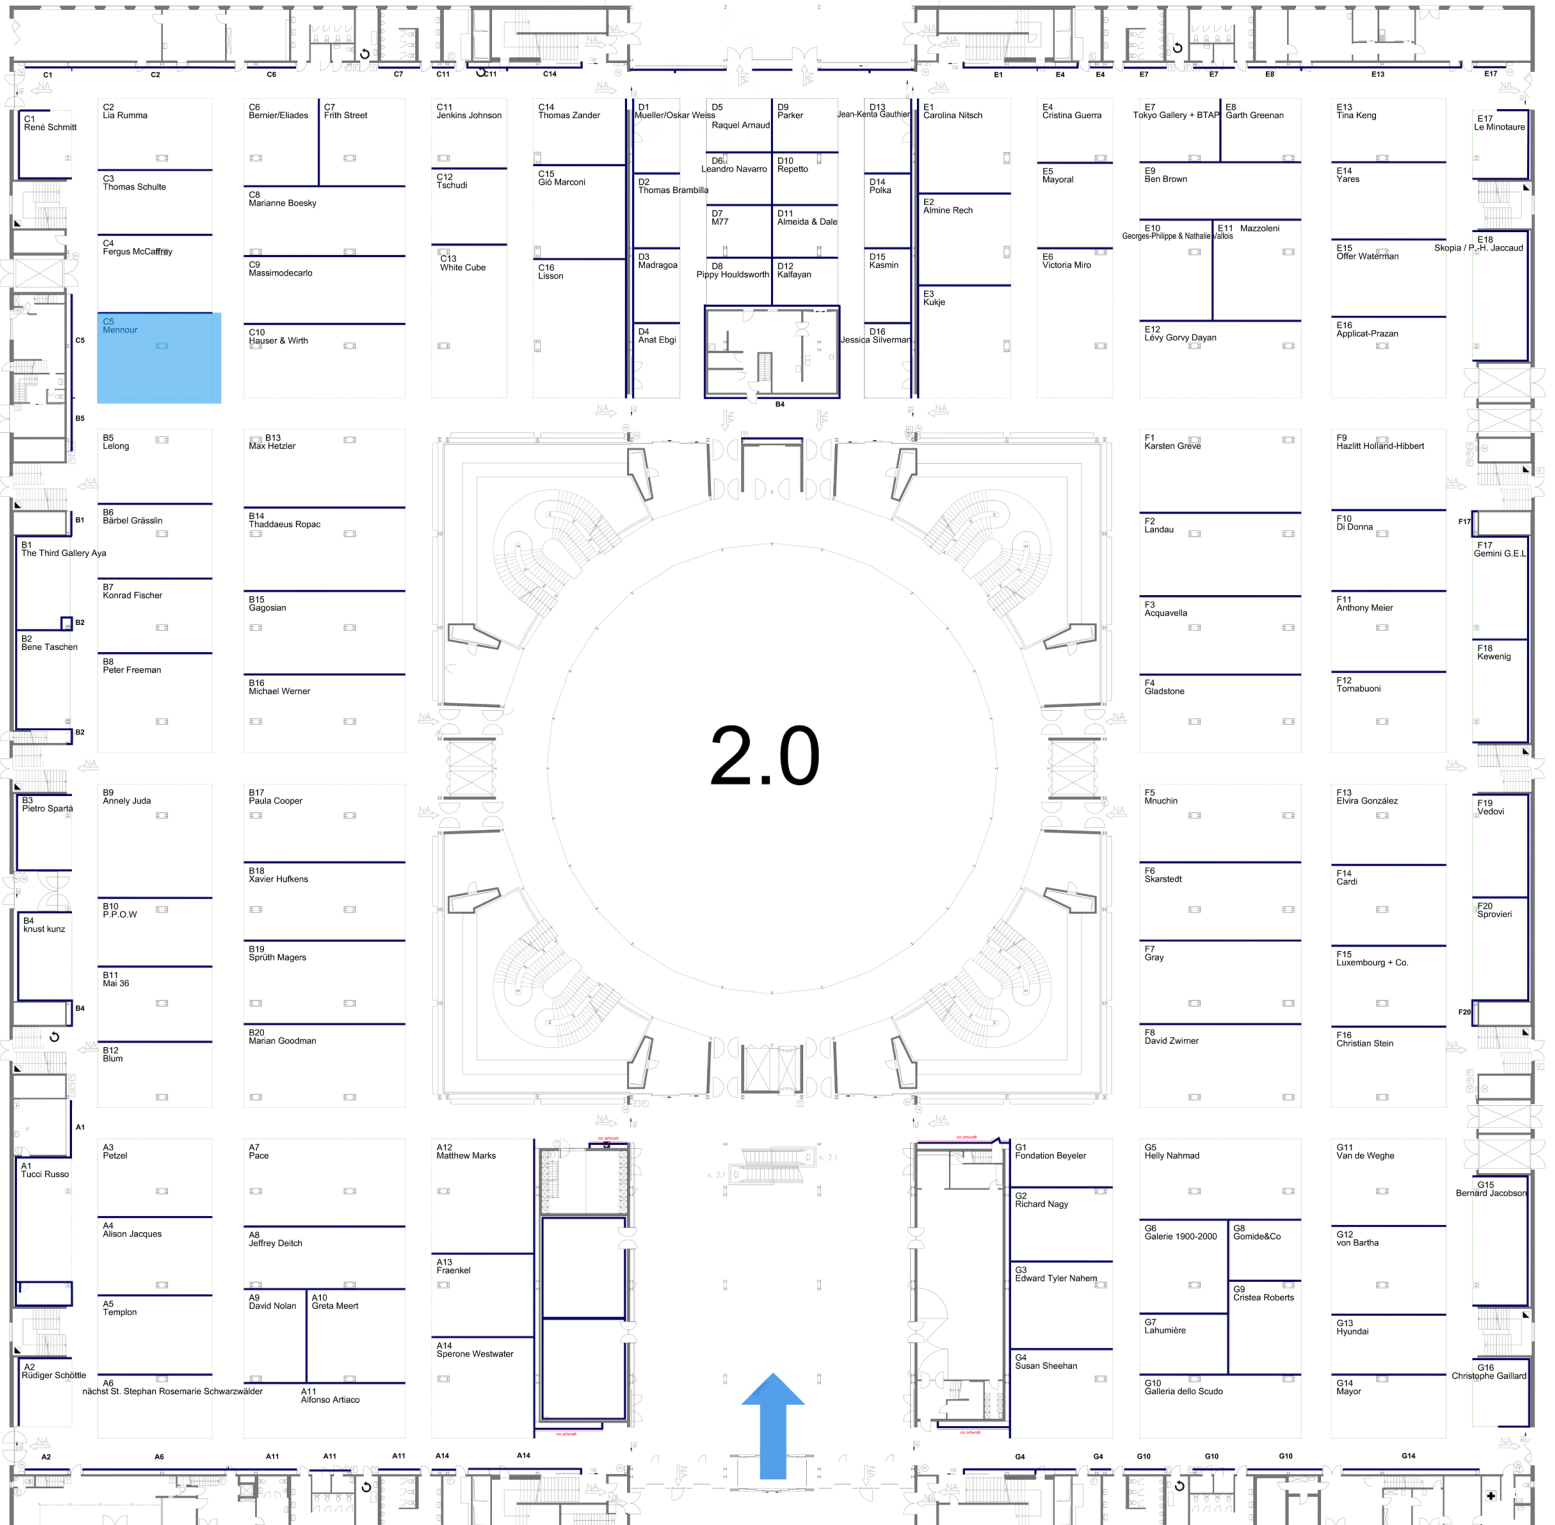 C1 C2 C6 C7 C11 C11 C14 E1 E4 E4 E7 E7 E8 E13 E17
C1
René Schmitt
C2
Lia Rumma
C3
Thomas Schulte
C4
Fergus McCaffrey
C5
Mennour
C5
B5
C6
Bernier/Eliades
C7
Frith Street
C8
Marianne Boesky
C9
Massimodecarlo
C10
Hauser & Wirth
C11
Jenkins Johnson
C12
Tschudi
C13
White Cube
C14
Thomas Zander
C15
Gió Marconi
C16
Lisson
D1
Mueller/Oskar Weiss
D2
Thomas Brambilla
D3
Madragoa
D4
Anat Ebgi
D5
Raquel Arnaud
D6
Leandro Navarro
D7
M77
D8
Pippy Houldsworth
D9
Parker
D10
Repetto
D11
Almeida & Dale
D12
Kalfayan
B4
D13
Jean-Kenta Gauthier
D14
Polka
D15
Kasmin
D16
Jessica Silverman
E1
Carolina Nitsch
E2
Almine Rech
E3
Kukje
E4
Cristina Guerra
E5
Mayoral
E6
Victoria Miro
E7
Tokyo Gallery + BTAP
E8
Garth Greenan
E9
Ben Brown
E10
Georges-Philippe & Nathalie Vallois
E11 Mazzoleni
E12
Lévy Gorvy Dayan
E13
Tina Keng
E14
Yares
E15
Offer Waterman
E16
Applicat-Prazan
E17
Le Minotaure
E18
Skopia / P.-H. Jaccaud
B1
B1
The Third Gallery Aya
B2
B2
Bene Taschen
B2
B3
Pietro Spartà
B4
knust kunz
B4
B5
Lelong
B6
Bärbel Grässlin
B7
Konrad Fischer
B8
Peter Freeman
B9
Annely Juda
B10
P.P.O.W
B11
Mai 36
B12
Blum
B13
Max Hetzler
B14
Thaddaeus Ropac
B15
Gagosian
B16
Michael Werner
B17
Paula Cooper
B18
Xavier Hufkens
B19
Sprüth Magers
B20
Marian Goodman
2.0
F1
Karsten Greve
F2
Landau
F3
Acquavella
F4
Gladstone
F5
Mnuchin
F6
Skarstedt
F7
Gray
F8
David Zwirner
F9
Hazlitt Holland-Hibbert
F10
Di Donna
F11
Anthony Meier
F12
Tornabuoni
F13
Elvira González
F14
Cardi
F15
Luxembourg + Co.
F16
Christian Stein
F17
F17
Gemini G.E.L
F18
Kewenig
F19
Vedovi
F20
Sprovieri
F20
A1
A1
Tucci Russo
A2
Rüdiger Schöttle
A3
Petzel
A4
Alison Jacques
A5
Templon
A6
nächst St. Stephan Rosemarie Schwarzwälder
A7
Pace
A8
Jeffrey Deitch
A9
David Nolan
A10
Greta Meert
A11
Alfonso Artiaco
A12
Matthew Marks
A13
Fraenkel
A14
Sperone Westwater
no artwork
no artwork
n. 2.1
n. 2.1
no artwork
no artwork
G1
Fondation Beyeler
G2
Richard Nagy
G3
Edward Tyler Nahem
G4
Susan Sheehan
G5
Helly Nahmad
G6
Galerie 1900-2000
G7
Lahumière
G8
Gomide&Co
G9
Cristea Roberts
G10
Galleria dello Scudo
G11
Van de Weghe
G12
von Bartha
G13
Hyundai
G14
Mayor
G15
Bernard Jacobson
G16
Christophe Gaillard
A2 A6 A11 A11 A11 A14 A14 G4 G4 G10 G10 G10 G14